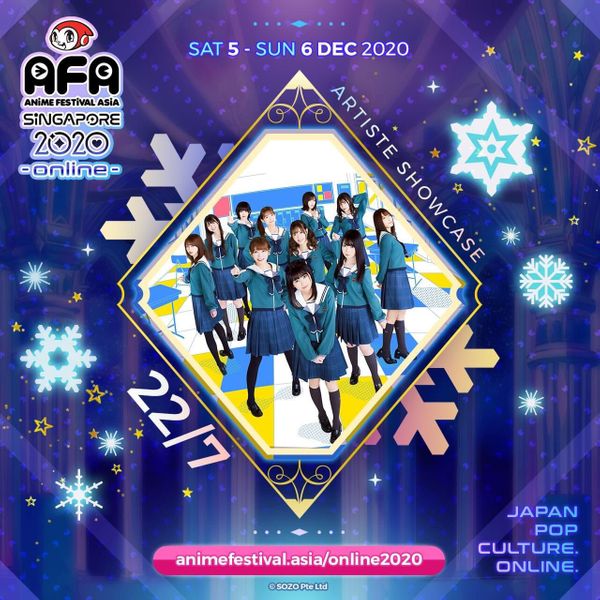 AFA
ANiME FESTiVAL ASiA
SiNGAPORE
2020
-online-
SAT 5 - SUN 6 DEC 2020
ARTISTE SHOWCASE
22/7
JAPAN
POP
CULTURE.
ONLINE.
animefestival.asia/online2020
© SOZO Pte Ltd